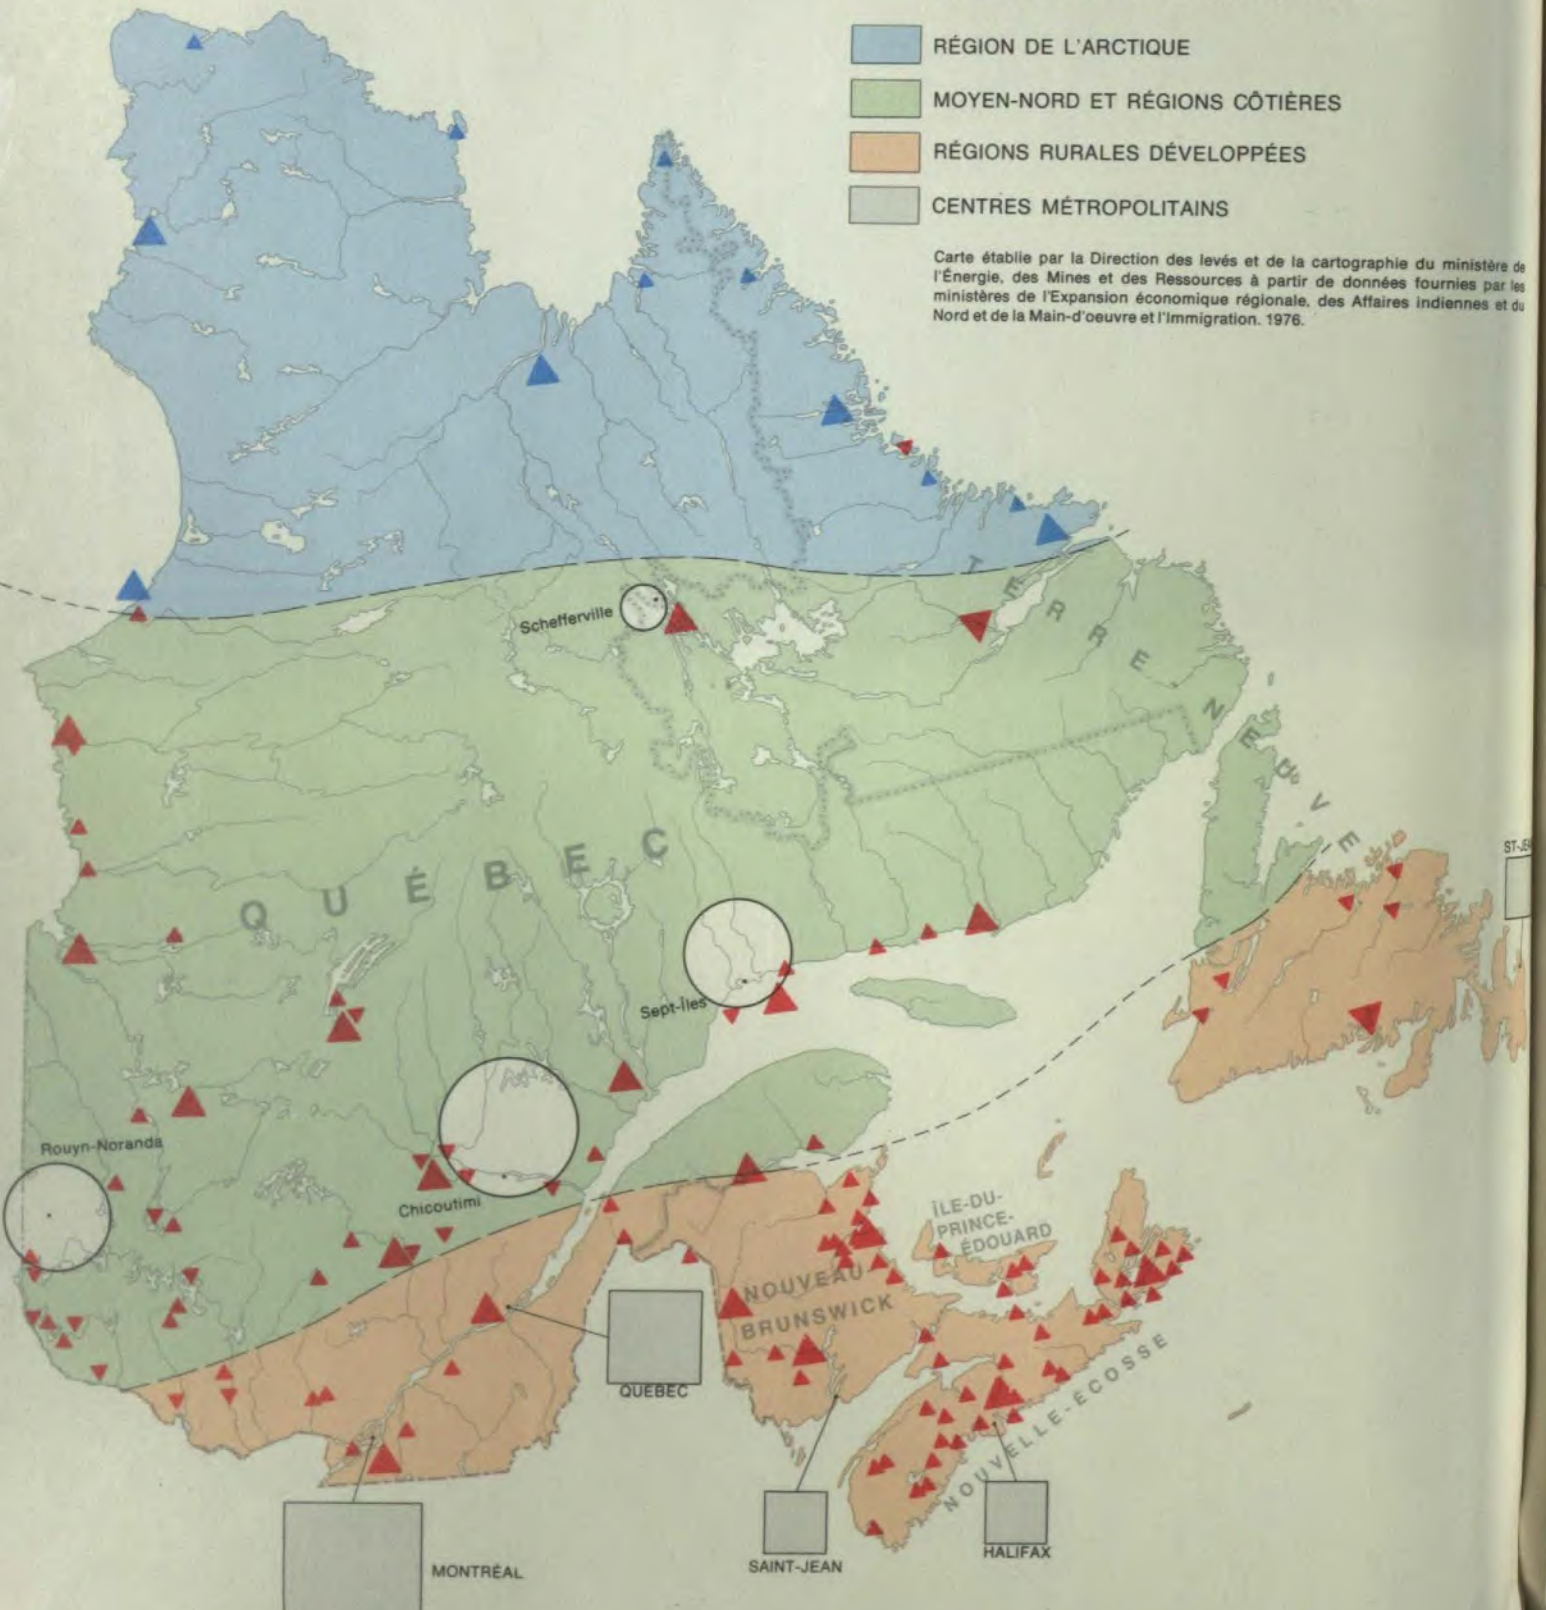 RÉGION DE L'ARCTIQUE
MOYEN-NORD ET RÉGIONS CÔTIÈRES
RÉGIONS RURALES DÉVELOPPÉES
CENTRES MÉTROPOLITAINS
Carte établie par la Direction des levés et de la cartographie du ministère de
l'Énergie, des Mines et des Ressources à partir de données fournies par les
ministères de l'Expansion économique régionale, des Affaires indiennes et du
Nord et de la Main-d'oeuvre et l'Immigration. 1976.
TERRE NEUVE
Schefferville
QUÉBEC
Sept-Îles
Rouyn-Noranda
Chicoutimi
ÎLE-DU-
PRINCE-
ÉDOUARD
NOUVEAU
BRUNSWICK
NOUVELLE-ÉCOSSE
QUÉBEC
MONTRÉAL
SAINT-JEAN
HALIFAX